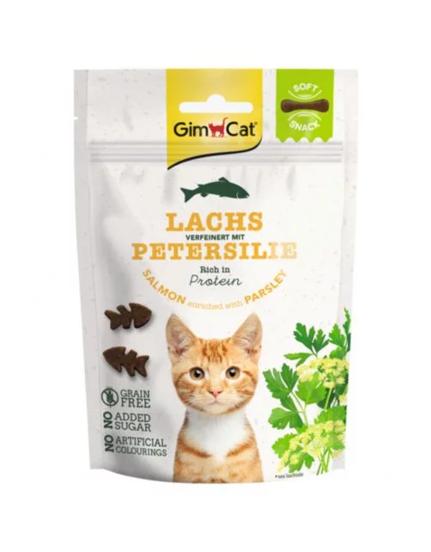 GimCat
SOFT
SNACK
LACHS
VERFEINERT MIT
PETERSILIE
Rich in
Protein
SALMON enriched with PARSLEY
GRAIN
FREE
NO ADDED
SUGAR
NO ARTIFICIAL
COLOURINGS